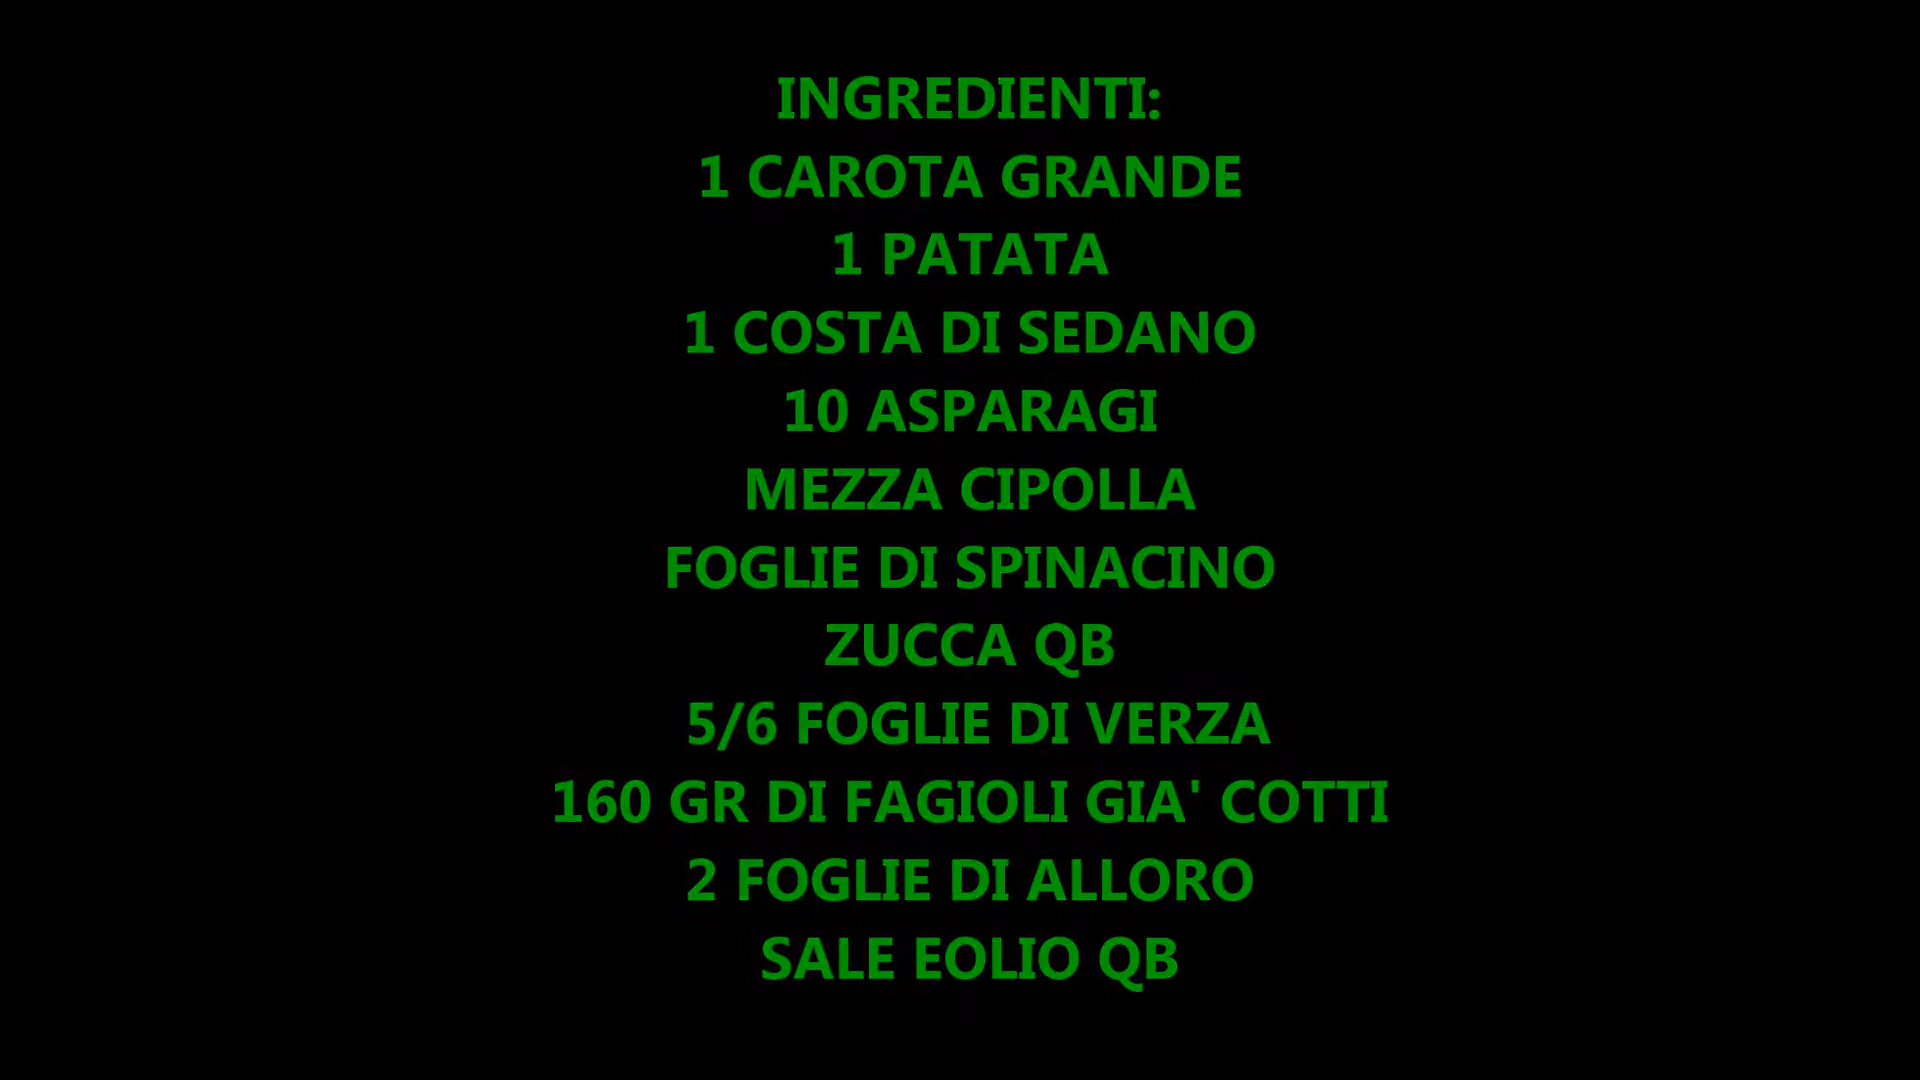 INGREDIENTI:
1 CAROTA GRANDE
1 PATATA
1 COSTA DI SEDANO
10 ASPARAGI
MEZZA CIPOLLA
FOGLIE DI SPINACINO
ZUCCA QB
5/6 FOGLIE DI VERZA
160 GR DI FAGIOLI GIA' COTTI
2 FOGLIE DI ALLORO
SALE EOLIO QB